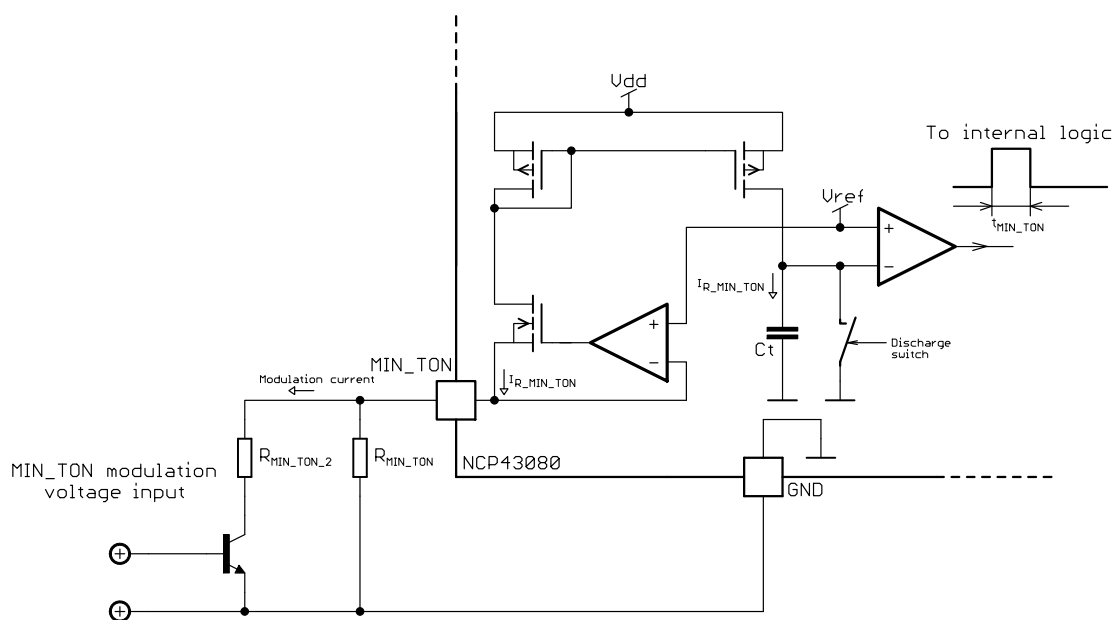 Vdd
To internal logic
Vref
+
−
tMIN_TON
IR_MIN_TON
+
−
Ct
Discharge
switch
MIN_TON
IR_MIN_TON
Modulation current
RMIN_TON_2
RMIN_TON
NCP43080
GND
MIN_TON modulation
voltage input